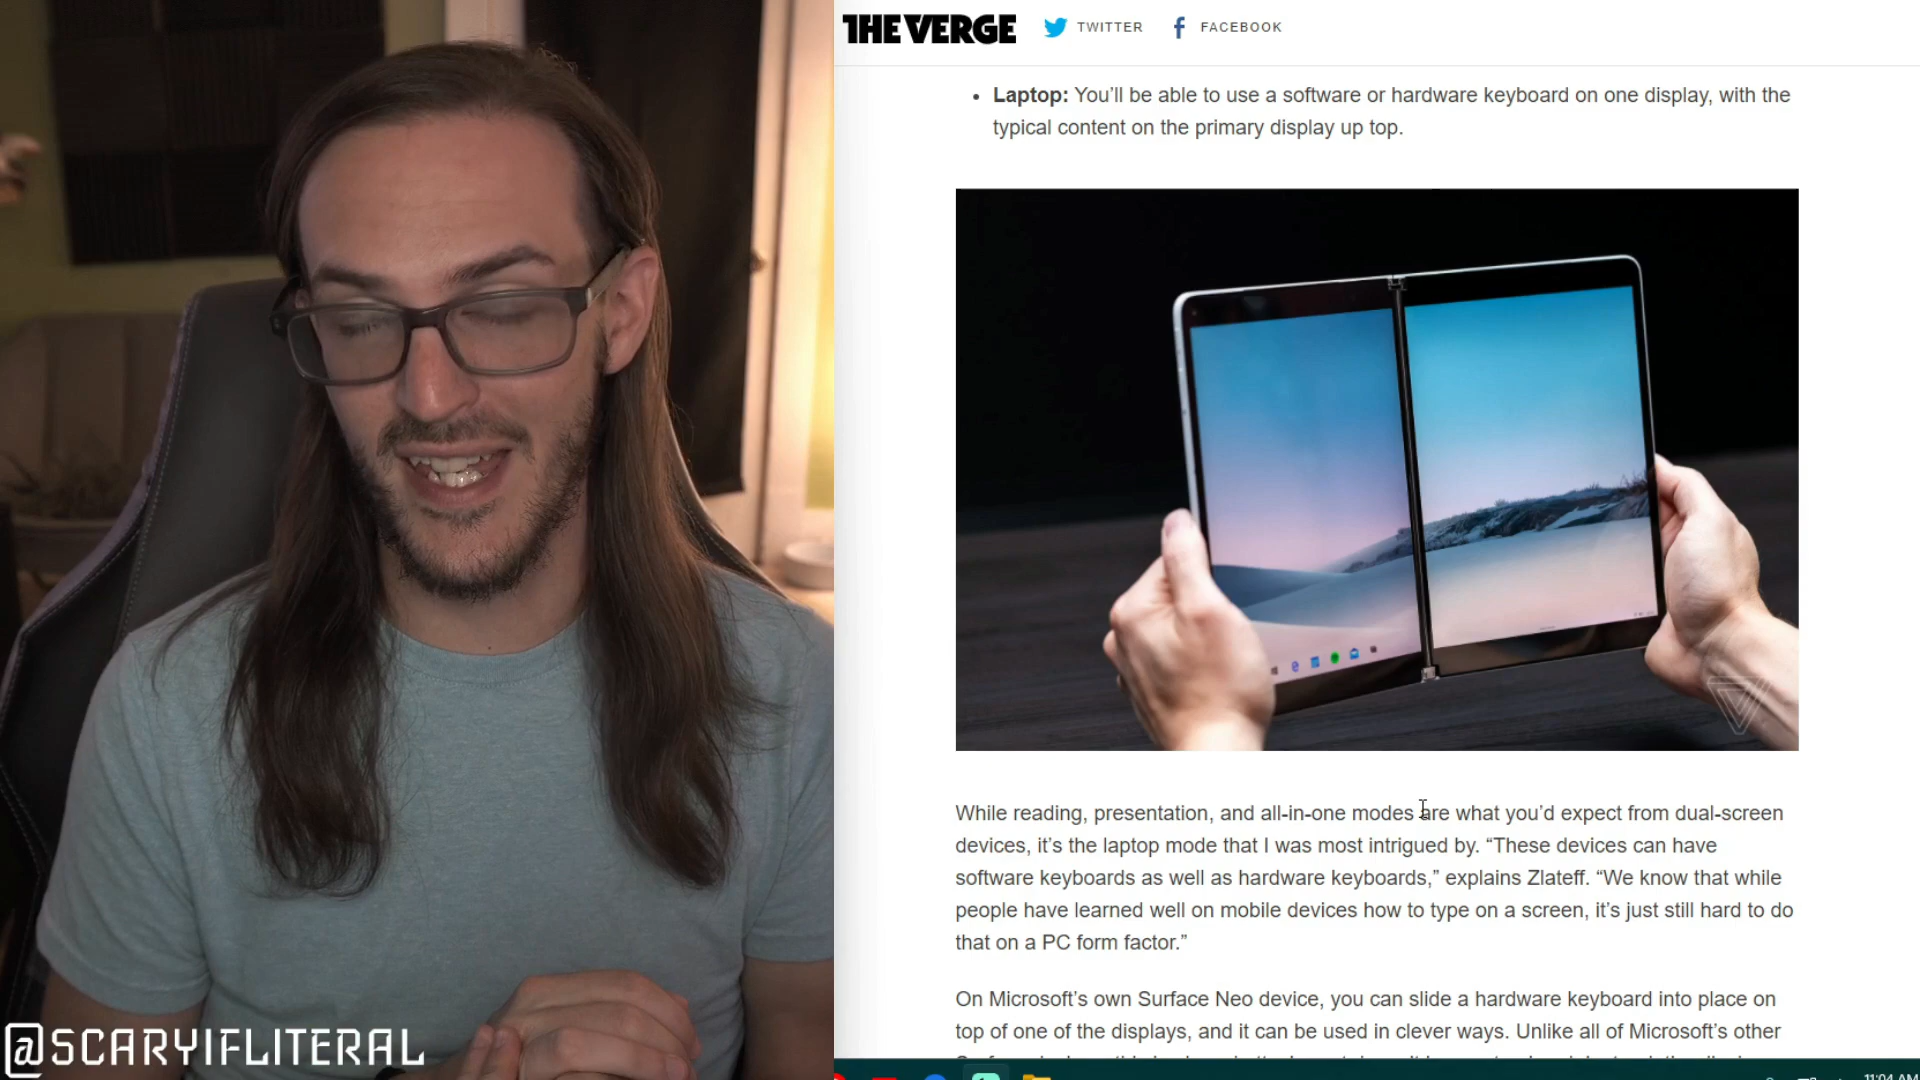 THE VERGE TWITTER FACEBOOK
• Laptop: You’ll be able to use a software or hardware keyboard on one display, with the
typical content on the primary display up top.
While reading, presentation, and all-in-one modes are what you’d expect from dual-screen
devices, it’s the laptop mode that I was most intrigued by. “These devices can have
software keyboards as well as hardware keyboards,” explains Zlateff. “We know that while
people have learned well on mobile devices how to type on a screen, it’s just still hard to do
that on a PC form factor.”
On Microsoft’s own Surface Neo device, you can slide a hardware keyboard into place on
top of one of the displays, and it can be used in clever ways. Unlike all of Microsoft’s other
@SCARYIFLITERAL
11:04 AM